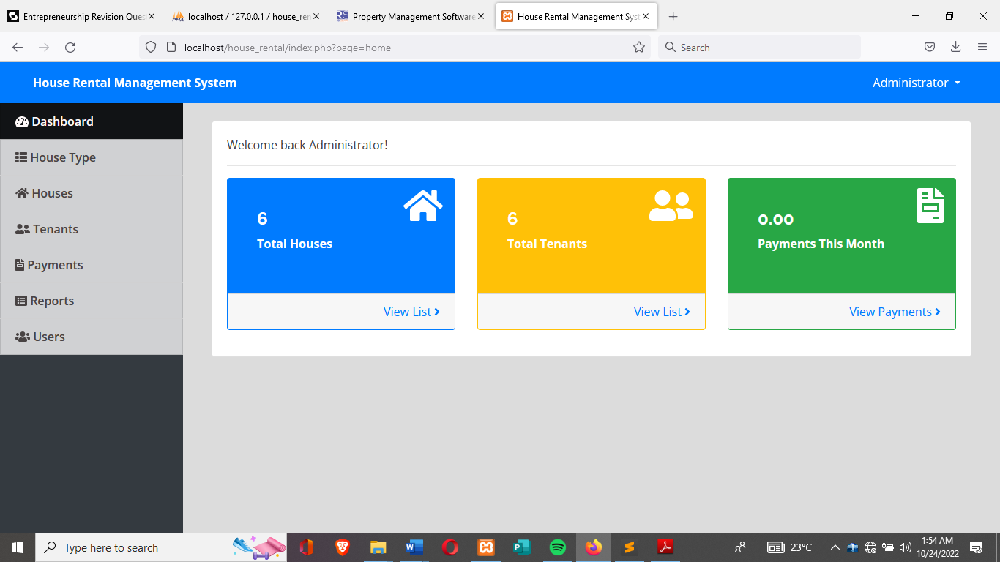 Entrepreneurship Revision Ques
localhost / 127.0.0.1 / house_ren
PMA
RS
Property Management Software
House Rental Management Syst
localhost/house_rental/index.php?page=home
Search
House Rental Management System
Administrator
Dashboard
House Type
Houses
Tenants
Payments
Reports
Users
Welcome back Administrator!
6
Total Houses
View List
6
Total Tenants
View List
0.00
Payments This Month
View Payments
Type here to search
23°C
1:54 AM
10/24/2022